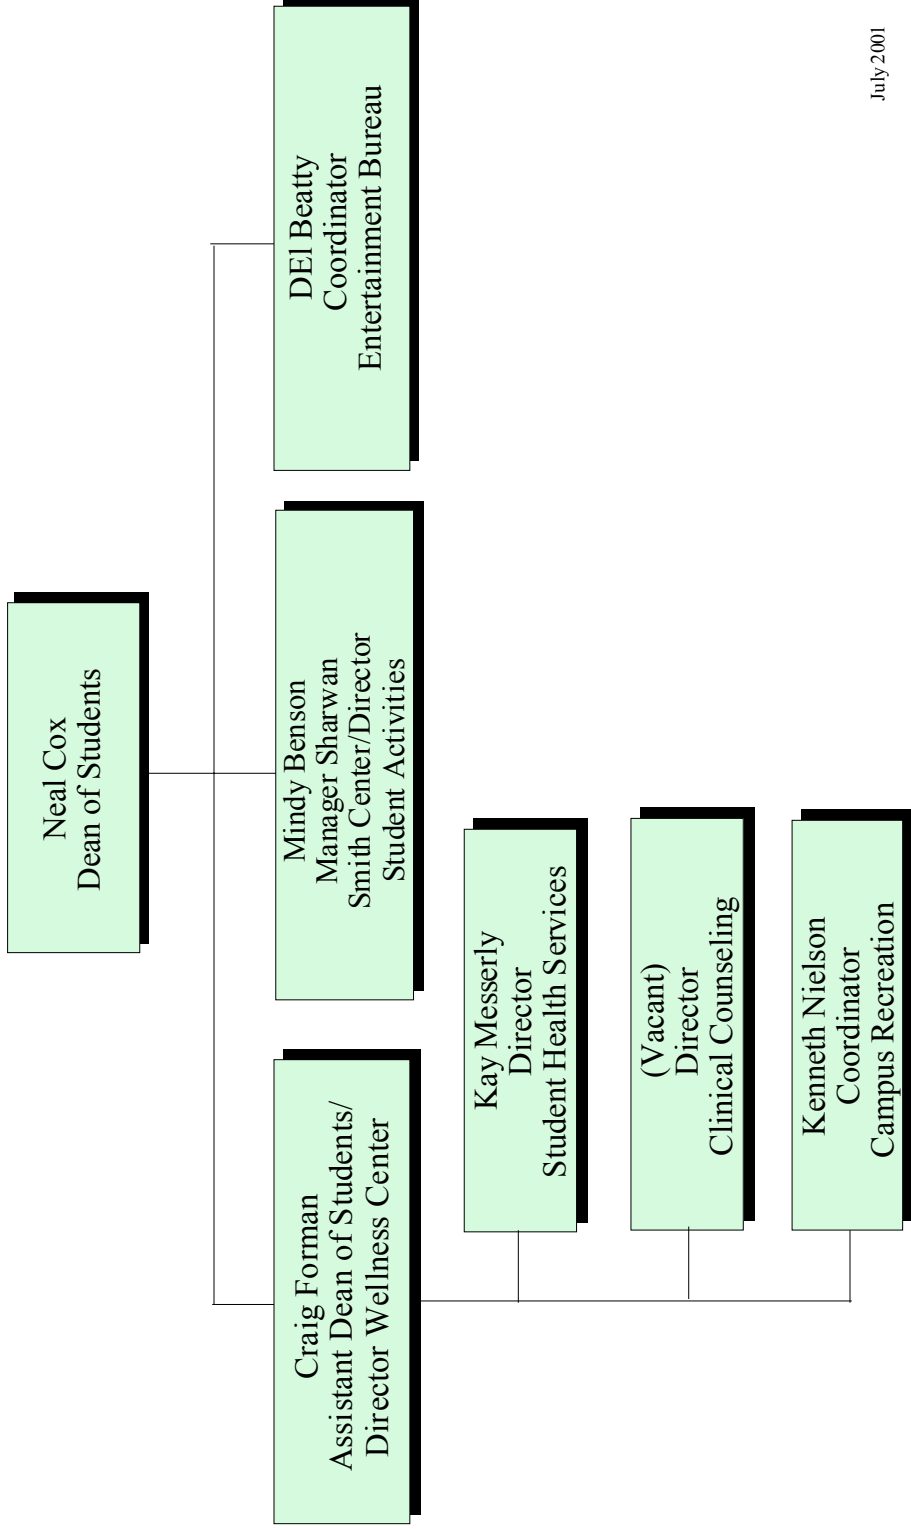 Neal Cox
Dean of Students
Craig Forman
Assistant Dean of Students/
Director Wellness Center
Mindy Benson
Manager Sharwan
Smith Center/Director
Student Activities
DEl Beatty
Coordinator
Entertainment Bureau
Kay Messerly
Director
Student Health Services
(Vacant)
Director
Clinical Counseling
Kenneth Nielson
Coordinator
Campus Recreation
July 2001